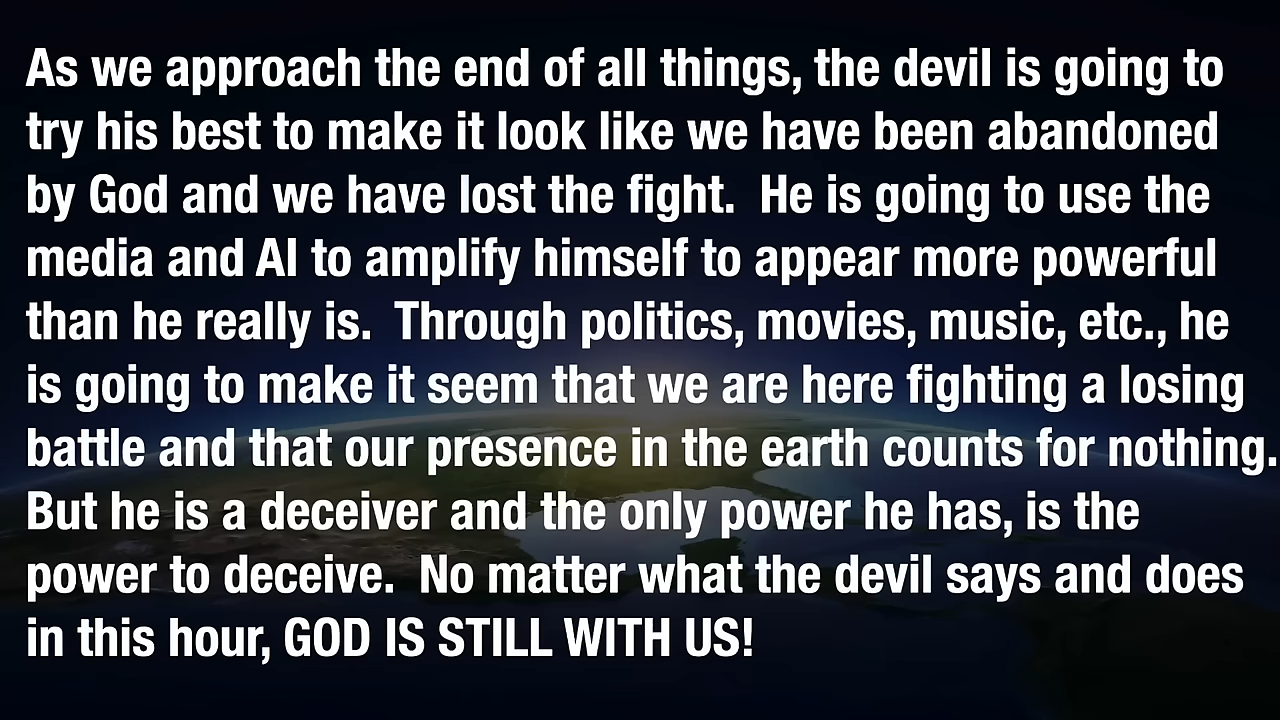 As we approach the end of all things, the devil is going to
try his best to make it look like we have been abandoned
by God and we have lost the fight.  He is going to use the
media and AI to amplify himself to appear more powerful
than he really is.  Through politics, movies, music, etc., he
is going to make it seem that we are here fighting a losing
battle and that our presence in the earth counts for nothing.
But he is a deceiver and the only power he has, is the
power to deceive.  No matter what the devil says and does
in this hour, GOD IS STILL WITH US!